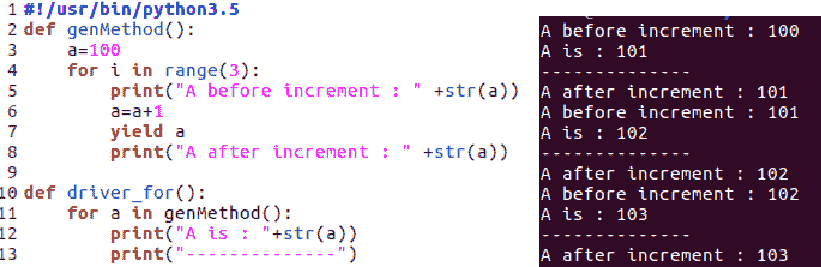 1 #!/usr/bin/python3.5
2 def genMethod():
3     a=100
4     for i in range(3):
5         print("A before increment : " +str(a))
6         a=a+1
7         yield a
8         print("A after increment : " +str(a))
9
10 def driver_for():
11     for a in genMethod():
12         print("A is : "+str(a))
13         print("--------------")
A before increment : 100
A is : 101
--------------
A after increment : 101
A before increment : 101
A is : 102
--------------
A after increment : 102
A before increment : 102
A is : 103
--------------
A after increment : 103